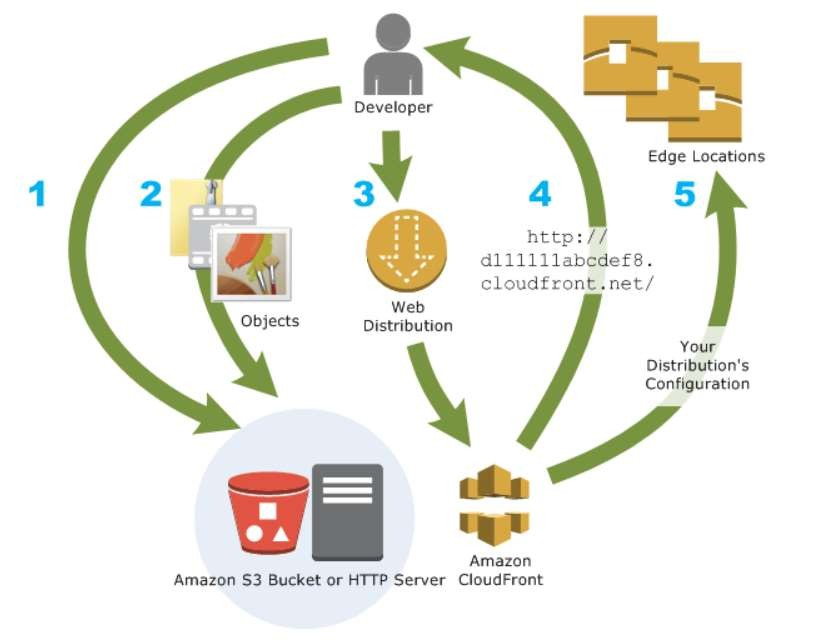 Developer
Edge Locations
1
2
3
4
5
http://
d111111abcdef8.
cloudfront.net/
Objects
Web
Distribution
Your
Distribution's
Configuration
Amazon S3 Bucket or HTTP Server
Amazon
CloudFront